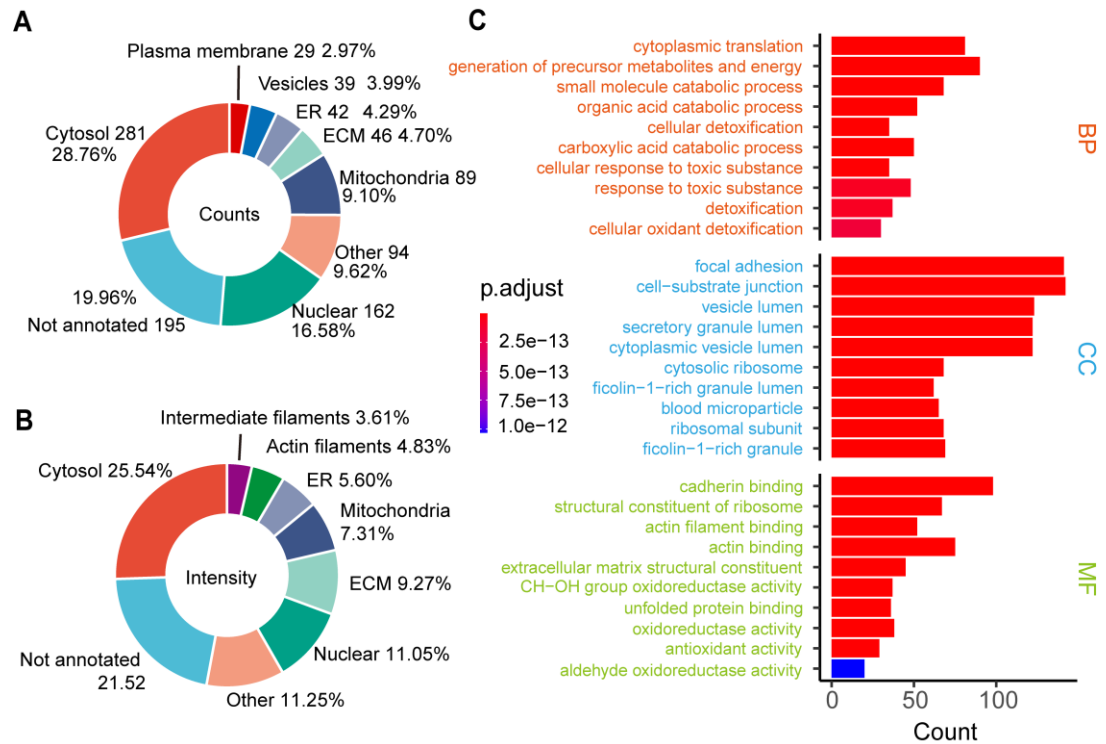 A
Plasma membrane 29 2.97%
Vesicles 39 3.99%
ER 42 4.29%
ECM 46 4.70%
Mitochondria 89
9.10%
Other 94
9.62%
Nuclear 162
16.58%
19.96%
Not annotated 195
Cytosol 281
28.76%
Counts
B
Intermediate filaments 3.61%
Actin filaments 4.83%
ER 5.60%
Mitochondria
7.31%
ECM 9.27%
Nuclear 11.05%
Other 11.25%
Not annotated
21.52
Cytosol 25.54%
Intensity
C
cytoplasmic translation
generation of precursor metabolites and energy
small molecule catabolic process
organic acid catabolic process
cellular detoxification
carboxylic acid catabolic process
cellular response to toxic substance
response to toxic substance
detoxification
cellular oxidant detoxification
BP
focal adhesion
cell−substrate junction
vesicle lumen
secretory granule lumen
cytoplasmic vesicle lumen
cytosolic ribosome
ficolin−1−rich granule lumen
blood microparticle
ribosomal subunit
ficolin−1−rich granule
CC
cadherin binding
structural constituent of ribosome
actin filament binding
actin binding
extracellular matrix structural constituent
CH−OH group oxidoreductase activity
unfolded protein binding
oxidoreductase activity
antioxidant activity
aldehyde oxidoreductase activity
MF
0 50 100
Count
p.adjust
2.5e−13
5.0e−13
7.5e−13
1.0e−12